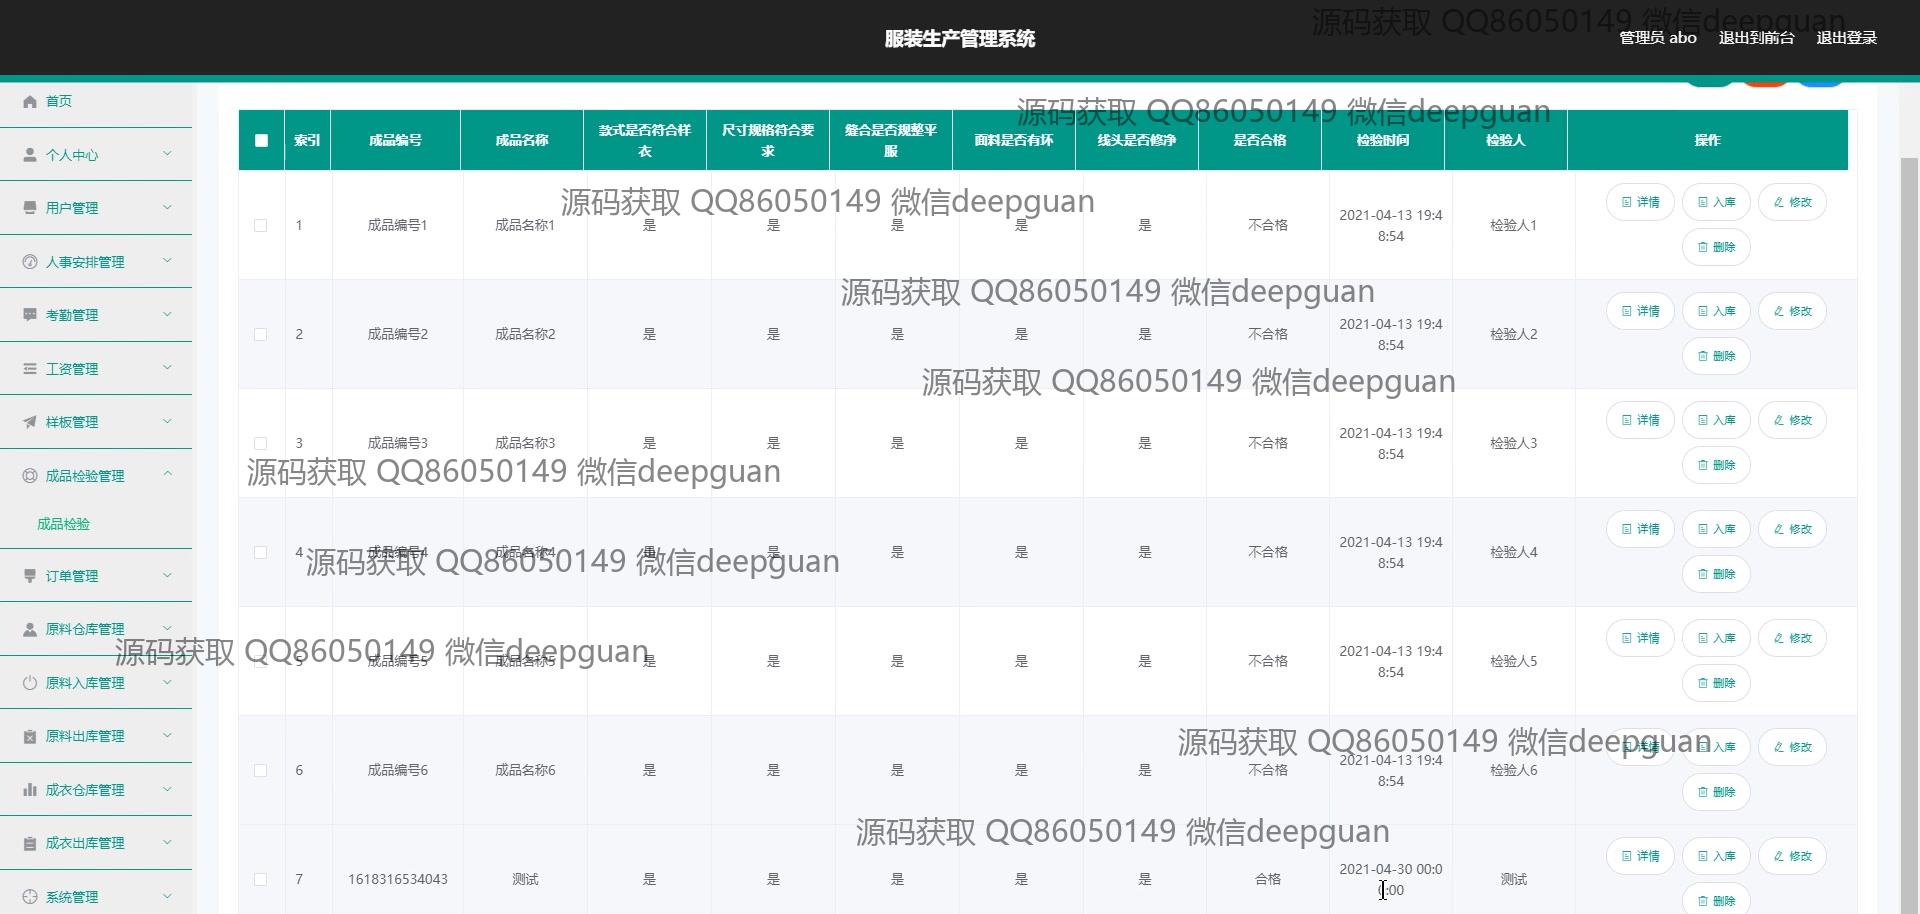 服装生产管理系统
源码获取 QQ86050149 微信deepguan
管理员 abo 退出到前台 退出登录
首页
个人中心
用户管理
人事安排管理
考勤管理
工资管理
样板管理
成品检验管理
成品检验
订单管理
原料仓库管理
原料入库管理
原料出库管理
成衣仓库管理
成衣出库管理
系统管理
源码获取 QQ86050149 微信deepguan
索引 成品编号 成品名称 款式是否符合样衣 尺寸规格符合要求 缝合是否规整平服 面料是否有坏 线头是否修净 是否合格 检验时间 检验人 操作
源码获取 QQ86050149 微信deepguan
1 成品编号1 成品名称1 是 是 是 是 是 不合格 2021-04-13 19:48:54 检验人1 详情 入库 修改 删除
源码获取 QQ86050149 微信deepguan
2 成品编号2 成品名称2 是 是 是 是 是 不合格 2021-04-13 19:48:54 检验人2 详情 入库 修改 删除
源码获取 QQ86050149 微信deepguan
3 成品编号3 成品名称3 是 是 是 是 是 不合格 2021-04-13 19:48:54 检验人3 详情 入库 修改 删除
源码获取 QQ86050149 微信deepguan
4 成品编号4 成品名称4 是 是 是 是 是 不合格 2021-04-13 19:48:54 检验人4 详情 入库 修改 删除
源码获取 QQ86050149 微信deepguan
5 成品编号5 成品名称5 是 是 是 是 是 不合格 2021-04-13 19:48:54 检验人5 详情 入库 修改 删除
源码获取 QQ86050149 微信deepguan
6 成品编号6 成品名称6 是 是 是 是 是 不合格 2021-04-13 19:48:54 检验人6 详情 入库 修改 删除
源码获取 QQ86050149 微信deepguan
源码获取 QQ86050149 微信deepguan
7 1618316534043 测试 是 是 是 是 是 合格 2021-04-30 00:00:00 测试 详情 入库 修改 删除